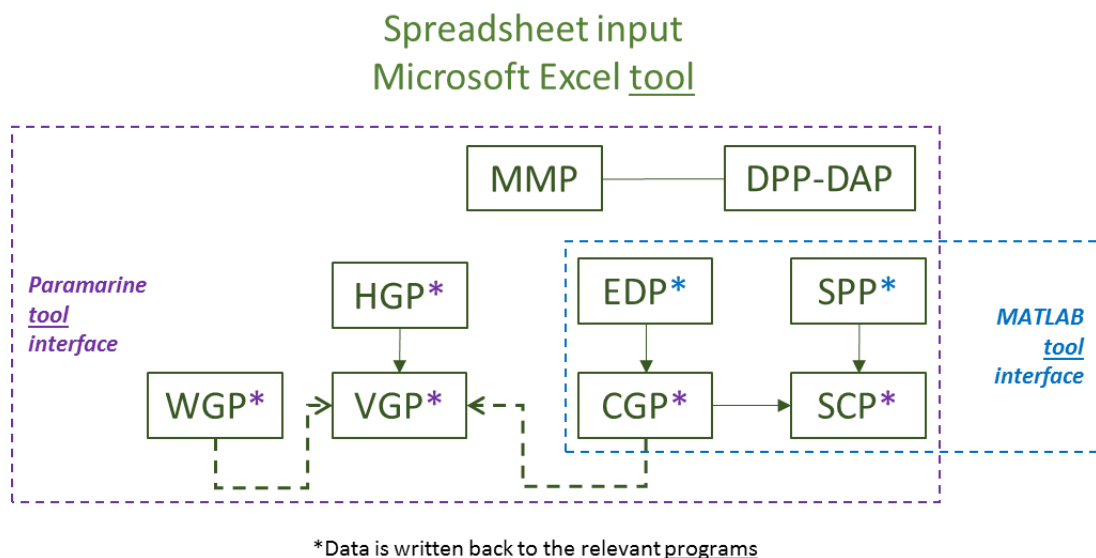 Spreadsheet input
Microsoft Excel tool
MMP
DPP-DAP
Paramarine
tool
interface
HGP*
EDP*
SPP*
MATLAB
tool
interface
WGP*
VGP*
CGP*
SCP*
*Data is written back to the relevant programs